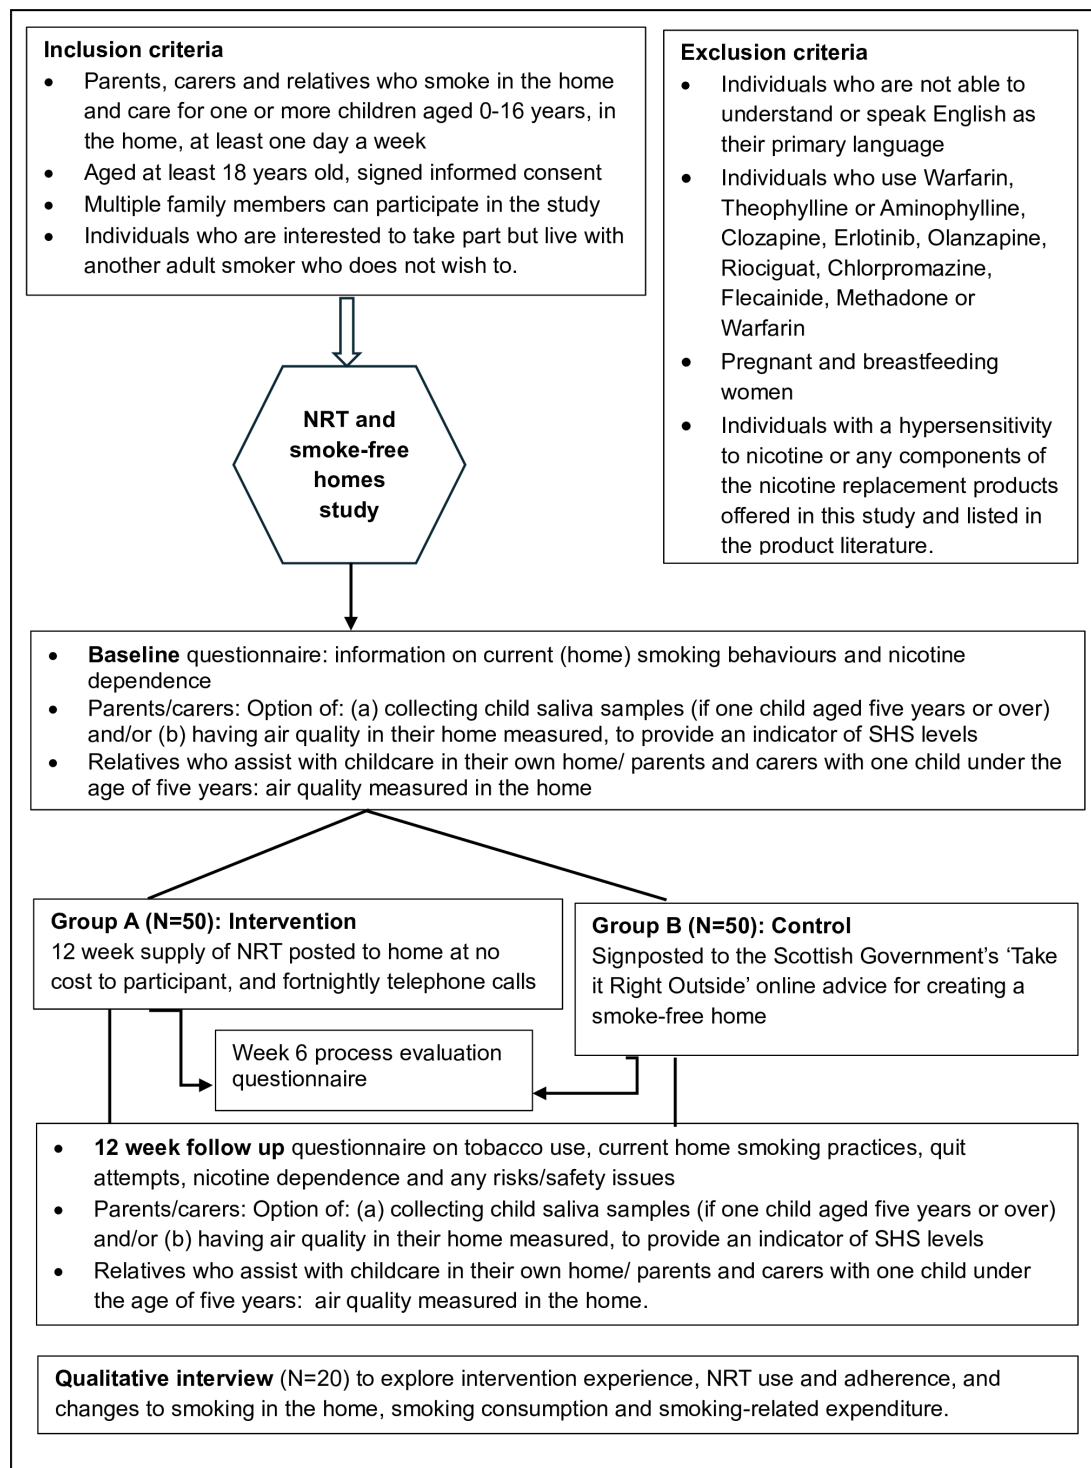 Inclusion criteria
• Parents, carers and relatives who smoke in the home
and care for one or more children aged 0-16 years, in
the home, at least one day a week
• Aged at least 18 years old, signed informed consent
• Multiple family members can participate in the study
• Individuals who are interested to take part but live with
another adult smoker who does not wish to.
Exclusion criteria
• Individuals who are not able to
understand or speak English as
their primary language
• Individuals who use Warfarin,
Theophylline or Aminophylline,
Clozapine, Erlotinib, Olanzapine,
Riociguat, Chlorpromazine,
Flecainide, Methadone or
Warfarin
• Pregnant and breastfeeding
women
• Individuals with a hypersensitivity
to nicotine or any components of
the nicotine replacement products
offered in this study and listed in
the product literature.
NRT and
smoke-free
homes
study
• Baseline questionnaire: information on current (home) smoking behaviours and nicotine
dependence
• Parents/carers: Option of: (a) collecting child saliva samples (if one child aged five years or over)
and/or (b) having air quality in their home measured, to provide an indicator of SHS levels
• Relatives who assist with childcare in their own home/ parents and carers with one child under the
age of five years: air quality measured in the home
Group A (N=50): Intervention
12 week supply of NRT posted to home at no
cost to participant, and fortnightly telephone calls
Group B (N=50): Control
Signposted to the Scottish Government's 'Take
it Right Outside' online advice for creating a
smoke-free home
Week 6 process evaluation
questionnaire
• 12 week follow up questionnaire on tobacco use, current home smoking practices, quit
attempts, nicotine dependence and any risks/safety issues
• Parents/carers: Option of: (a) collecting child saliva samples (if one child aged five years or over)
and/or (b) having air quality in their home measured, to provide an indicator of SHS levels
• Relatives who assist with childcare in their own home/ parents and carers with one child under
the age of five years:  air quality measured in the home.
Qualitative interview (N=20) to explore intervention experience, NRT use and adherence, and
changes to smoking in the home, smoking consumption and smoking-related expenditure.